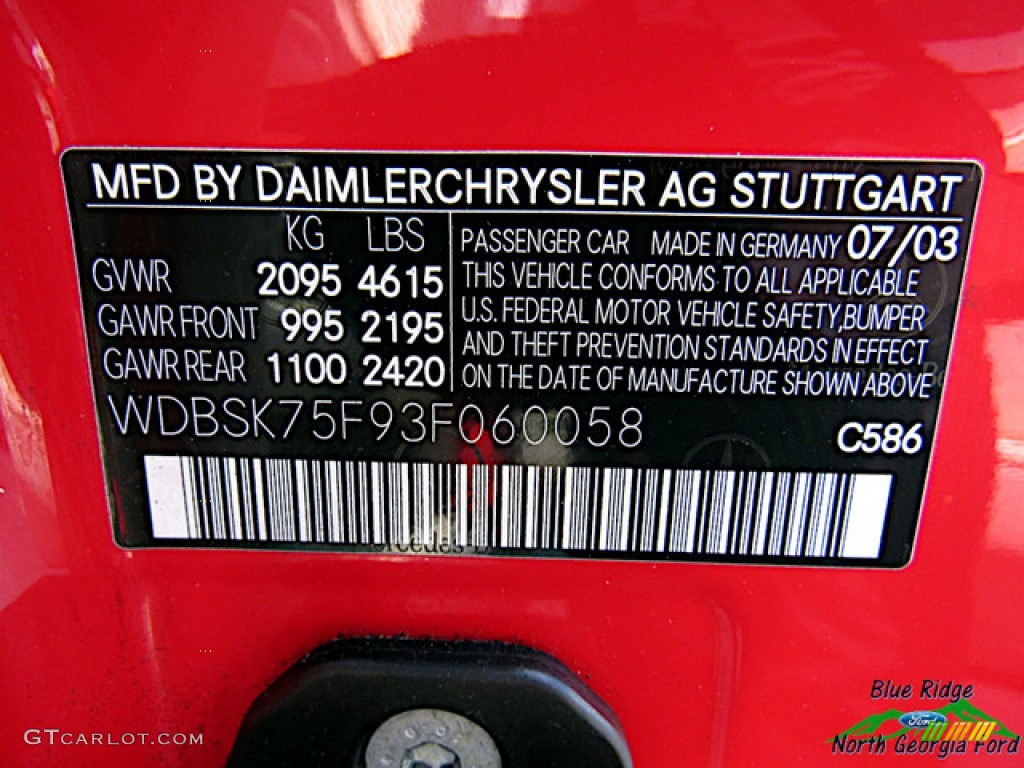 MFD BY DAIMLERCHRYSLER AG STUTTGART
KG LBS
GVWR 2095 4615
GAWR FRONT 995 2195
GAWR REAR 1100 2420
PASSENGER CAR MADE IN GERMANY 07/03
THIS VEHICLE CONFORMS TO ALL APPLICABLE
U.S. FEDERAL MOTOR VEHICLE SAFETY, BUMPER
AND THEFT PREVENTION STANDARDS IN EFFECT
ON THE DATE OF MANUFACTURE SHOWN ABOVE
WDBSK75F93F060058
C586
GTCARLOT.COM
Blue Ridge
Ford
North Georgia Ford